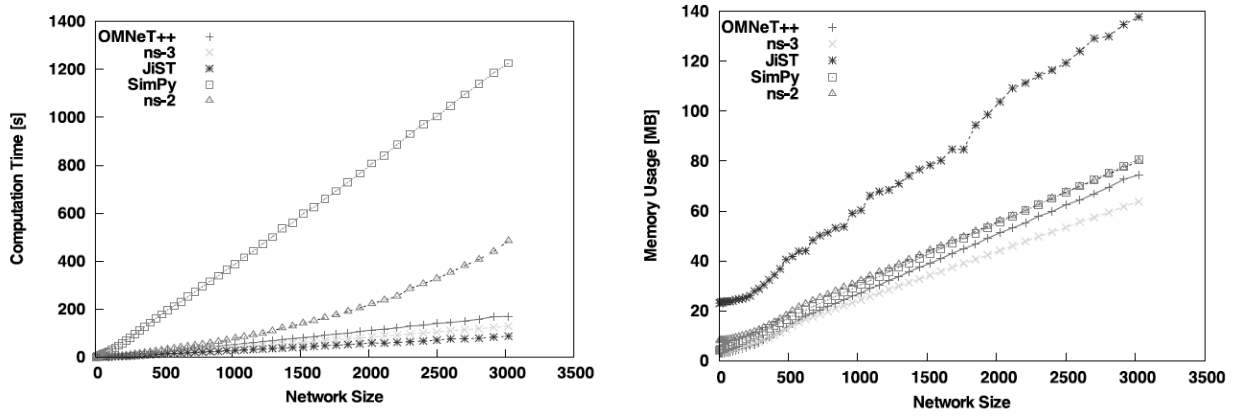 1400
1200
1000
800
600
400
200
0
Computation Time [s]
OMNeT++
ns-3
JiST
SimPy
ns-2
0 500 1000 1500 2000 2500 3000 3500
Network Size
140
120
100
80
60
40
20
0
Memory Usage [MB]
OMNeT++
ns-3
JiST
SimPy
ns-2
0 500 1000 1500 2000 2500 3000 3500
Network Size